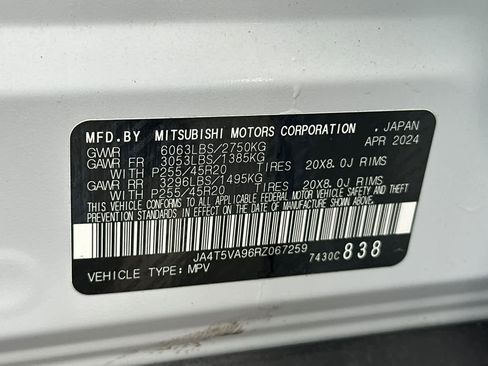 MFD.BY MITSUBISHI MOTORS CORPORATION , JAPAN
GVWR 6063LBS/2750KG APR 2024
GAWR FR 3053LBS/1385KG
WITH P255/45R20 TIRES 20X8.0J RIMS
GAWR RR 3296LBS/1495KG
WITH P255/45R20 TIRES 20X8.0J RIMS
THIS VEHICLE CONFORMS TO ALL APPLICABLE FEDERAL MOTOR
VEHICLE SAFETY, BUMPER, AND THEFT
PREVENTION STANDARDS IN EFFECT ON THE DATE
OF MANUFACTURE SHOWN ABOVE.
JA4T5VA96RZ067259 7430C 838
VEHICLE TYPE: MPV